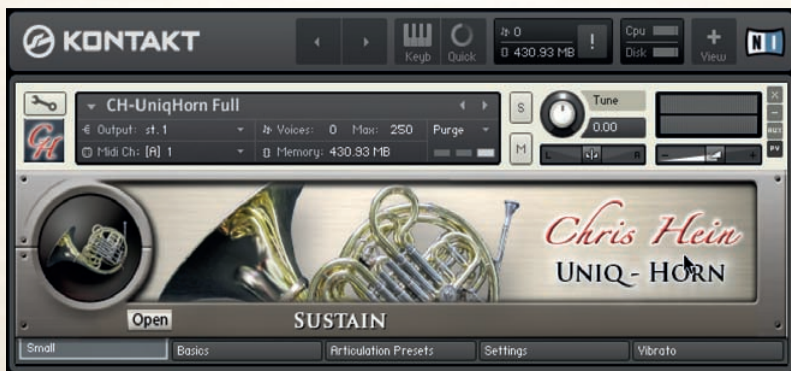 KONTAKT
Keyb
Quick
0
430.93 MB
!
Cpu
Disk
+
View
NI
CH-UniqHorn Full
Output: st.1
Voices: 0 Max: 250 Purge
Midi Ch: [A] 1
Memory: 430.93 MB
S
M
Tune
0.00
L R
- +
×
-
AUX
PV
CH
Chris Hein
UNIQ - HORN
Open
SUSTAIN
Small
Basics
Articulation Presets
Settings
Vibrato